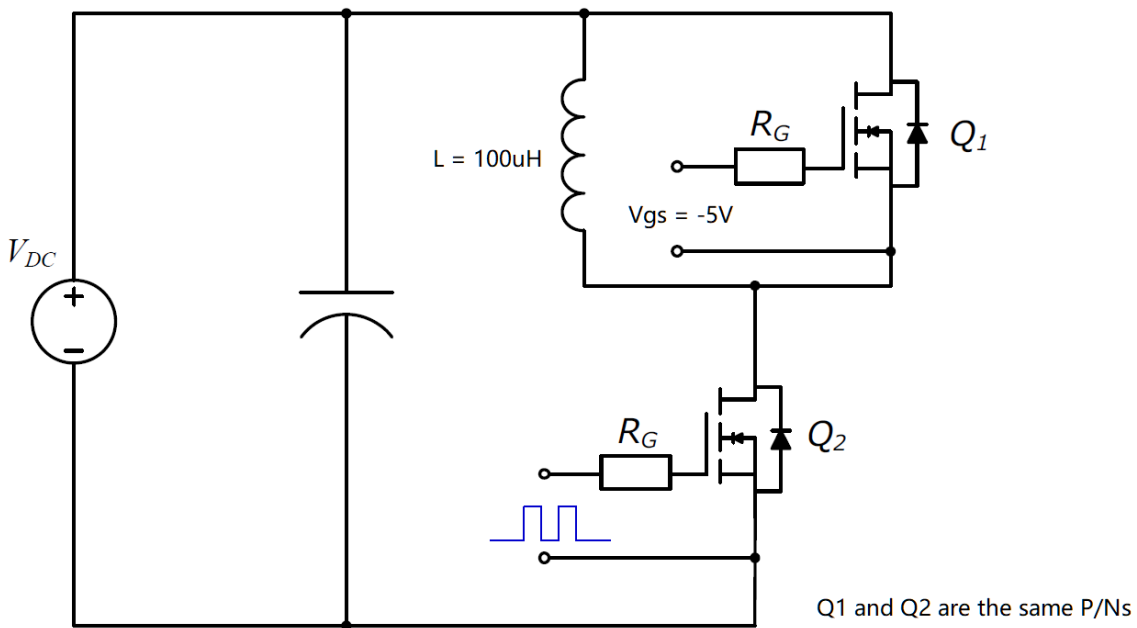 R_G
Q_1
L = 100uH
Vgs = -5V
V_DC
R_G
Q_2
Q1 and Q2 are the same P/Ns